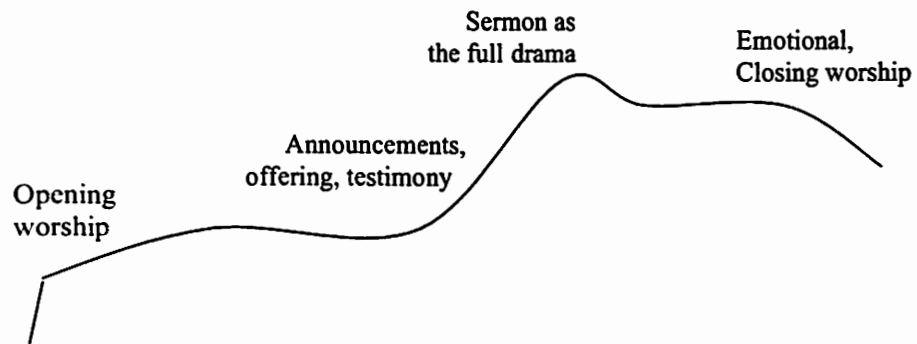 Opening
worship
Announcements,
offering, testimony
Sermon as
the full drama
Emotional,
Closing worship